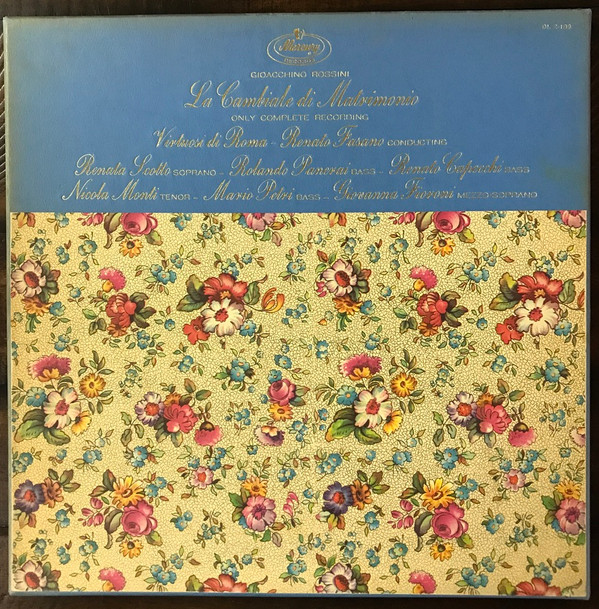 Mercury
GIOACCHINO ROSSINI
La Cambiale di Matrimonio
ONLY COMPLETE RECORDING
Virtuosi di Roma - Renato Fasano CONDUCTING
Renata Scotto SOPRANO - Rolando Panerai BASS - Renato Capecchi BASS
Nicola Monti TENOR - Mario Petri BASS - Giovanna Fioroni MEZZO-SOPRANO